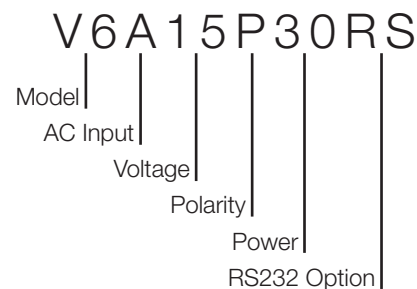 V6A15P30RS
Model
AC Input
Voltage
Polarity
Power
RS232 Option